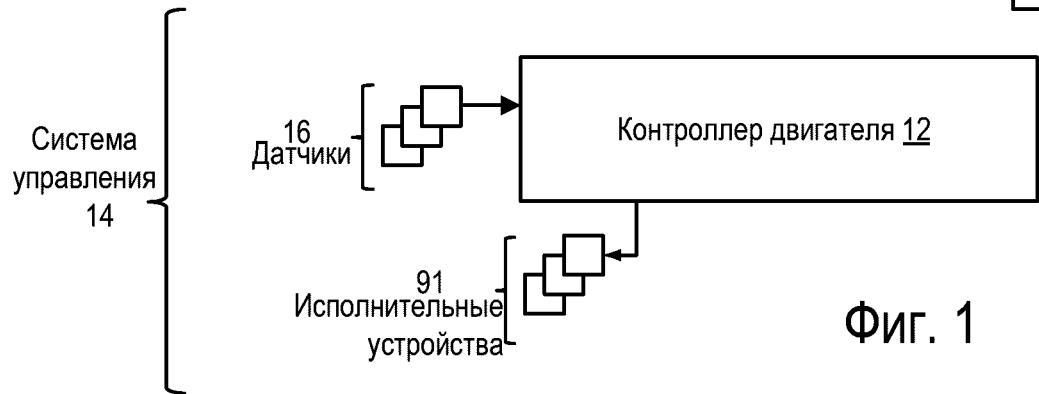 Система
управления
14
16
Датчики
Контроллер двигателя 12
91
Исполнительные
устройства
Фиг. 1